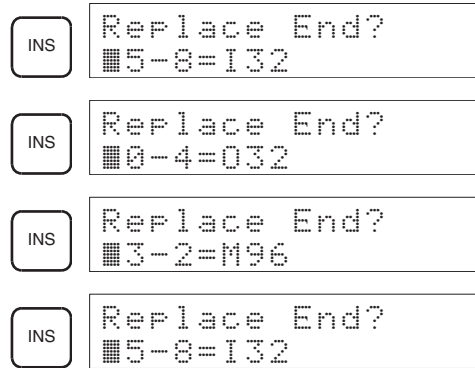 INS
Replace End?
█5-8=I32
INS
Replace End?
█0-4=O32
INS
Replace End?
█3-2=M96
INS
Replace End?
█5-8=I32